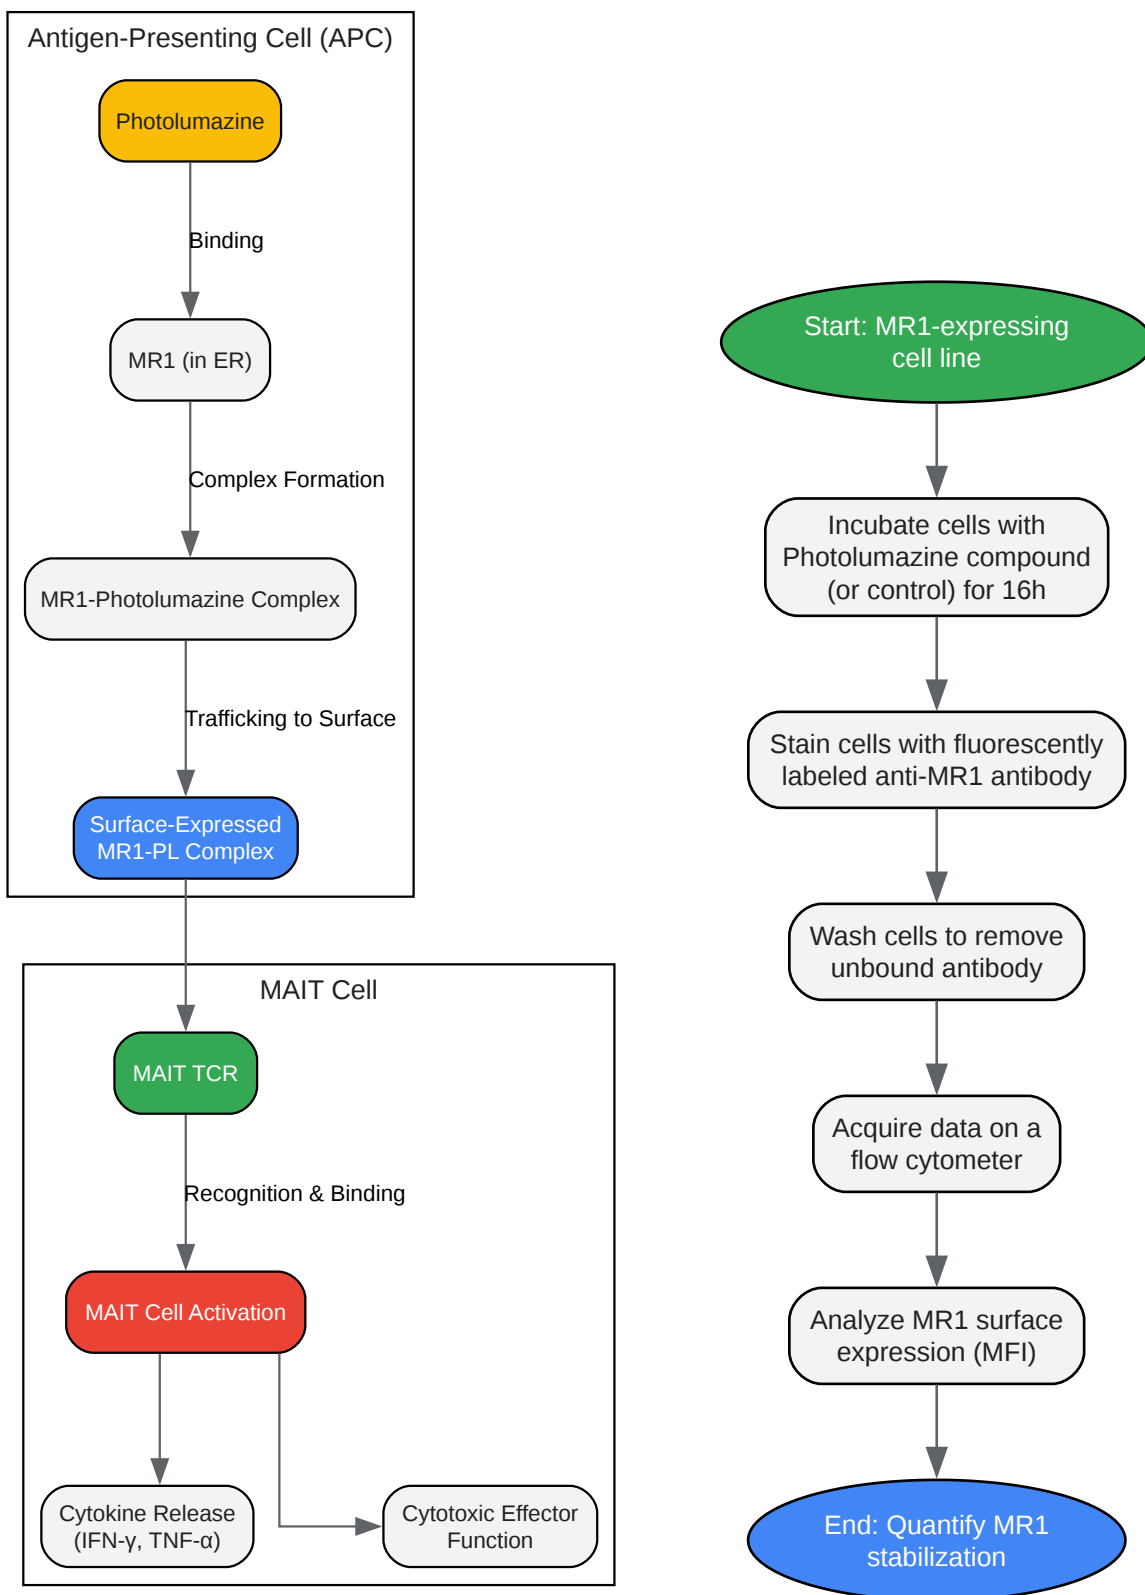 Antigen-Presenting Cell (APC)
Photolumazine
Binding
MR1 (in ER)
Complex Formation
MR1-Photolumazine Complex
Trafficking to Surface
Surface-Expressed
MR1-PL Complex
MAIT Cell
MAIT TCR
Recognition & Binding
MAIT Cell Activation
Cytokine Release
(IFN-γ, TNF-α)
Cytotoxic Effector
Function
Start: MR1-expressing
cell line
Incubate cells with
Photolumazine compound
(or control) for 16h
Stain cells with fluorescently
labeled anti-MR1 antibody
Wash cells to remove
unbound antibody
Acquire data on a
flow cytometer
Analyze MR1 surface
expression (MFI)
End: Quantify MR1
stabilization